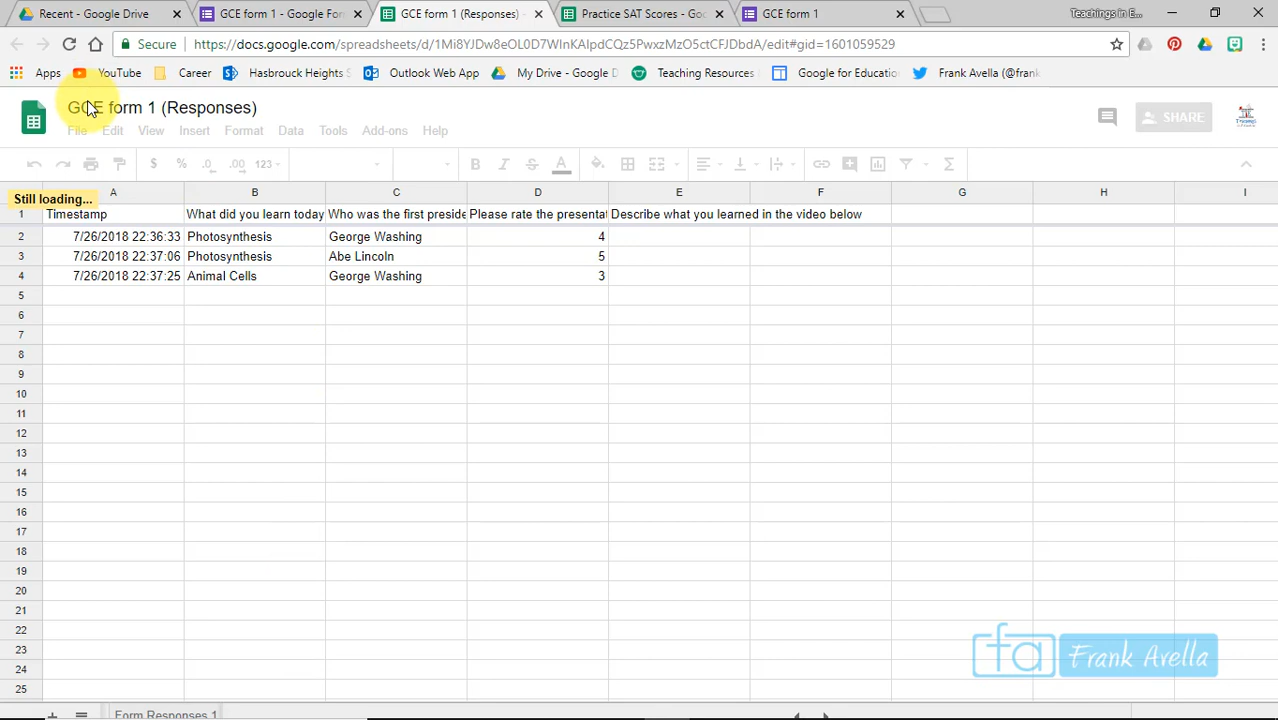 Recent - Google Drive
GCE form 1 - Google For
GCE form 1 (Responses) -
Practice SAT Scores - Goo
GCE form 1
Teachings in E...
Secure
https://docs.google.com/spreadsheets/d/1Mi8YJDw8eOL0D7WInKAIpdCQz5PwxzMzO5ctCFJDbdA/edit#gid=1601059529
Apps
YouTube
Career
Hasbrouck Heights S
Outlook Web App
My Drive - Google D
Teaching Resources
Google for Educatio
Frank Avella (@frank
GCE form 1 (Responses)
SHARE
File Edit View Insert Format Data Tools Add-ons Help
$ % .0 .00 123 B I S A
Still loading...
A B C D E F G H I
1 Timestamp What did you learn today Who was the first preside Please rate the presentat Describe what you learned in the video below
2 7/26/2018 22:36:33 Photosynthesis George Washing 4
3 7/26/2018 22:37:06 Photosynthesis Abe Lincoln 5
4 7/26/2018 22:37:25 Animal Cells George Washing 3
5
6
7
8
9
10
11
12
13
14
15
16
17
18
19
20
21
22
23
24
25
fa Frank Avella
Form Responses 1